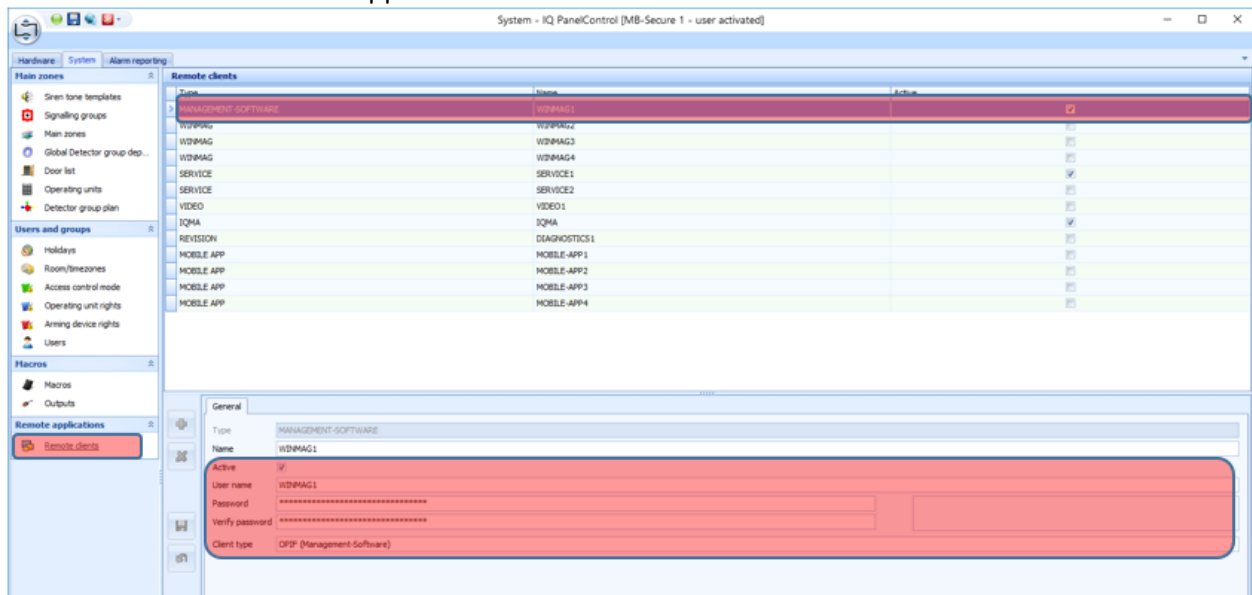 System - IQ PanelControl [MB-Secure 1 - user activated]
Hardware System Alarm reporting
Main zones
Siren tone templates
Signalling groups
Main zones
Global Detector group dep...
Door list
Operating units
Detector group plan
Users and groups
Holidays
Room/timezones
Access control mode
Operating unit rights
Arming device rights
Users
Macros
Macros
Outputs
Remote applications
Remote clients
Remote clients
Type Name Active
MANAGEMENT-SOFTWARE WINMAG1
WINMAG WINMAG2
WINMAG WINMAG3
WINMAG WINMAG4
SERVICE SERVICE1
SERVICE SERVICE2
VIDEO VIDEO1
IQMA IQMA
REVISION DIAGNOSTICS1
MOBILE APP MOBILE-APP1
MOBILE APP MOBILE-APP2
MOBILE APP MOBILE-APP3
MOBILE APP MOBILE-APP4
General
Type MANAGEMENT-SOFTWARE
Name WINMAG1
Active
User name WINMAG1
Password ********************************
Verify password ********************************
Client type OPIF (Management-Software)